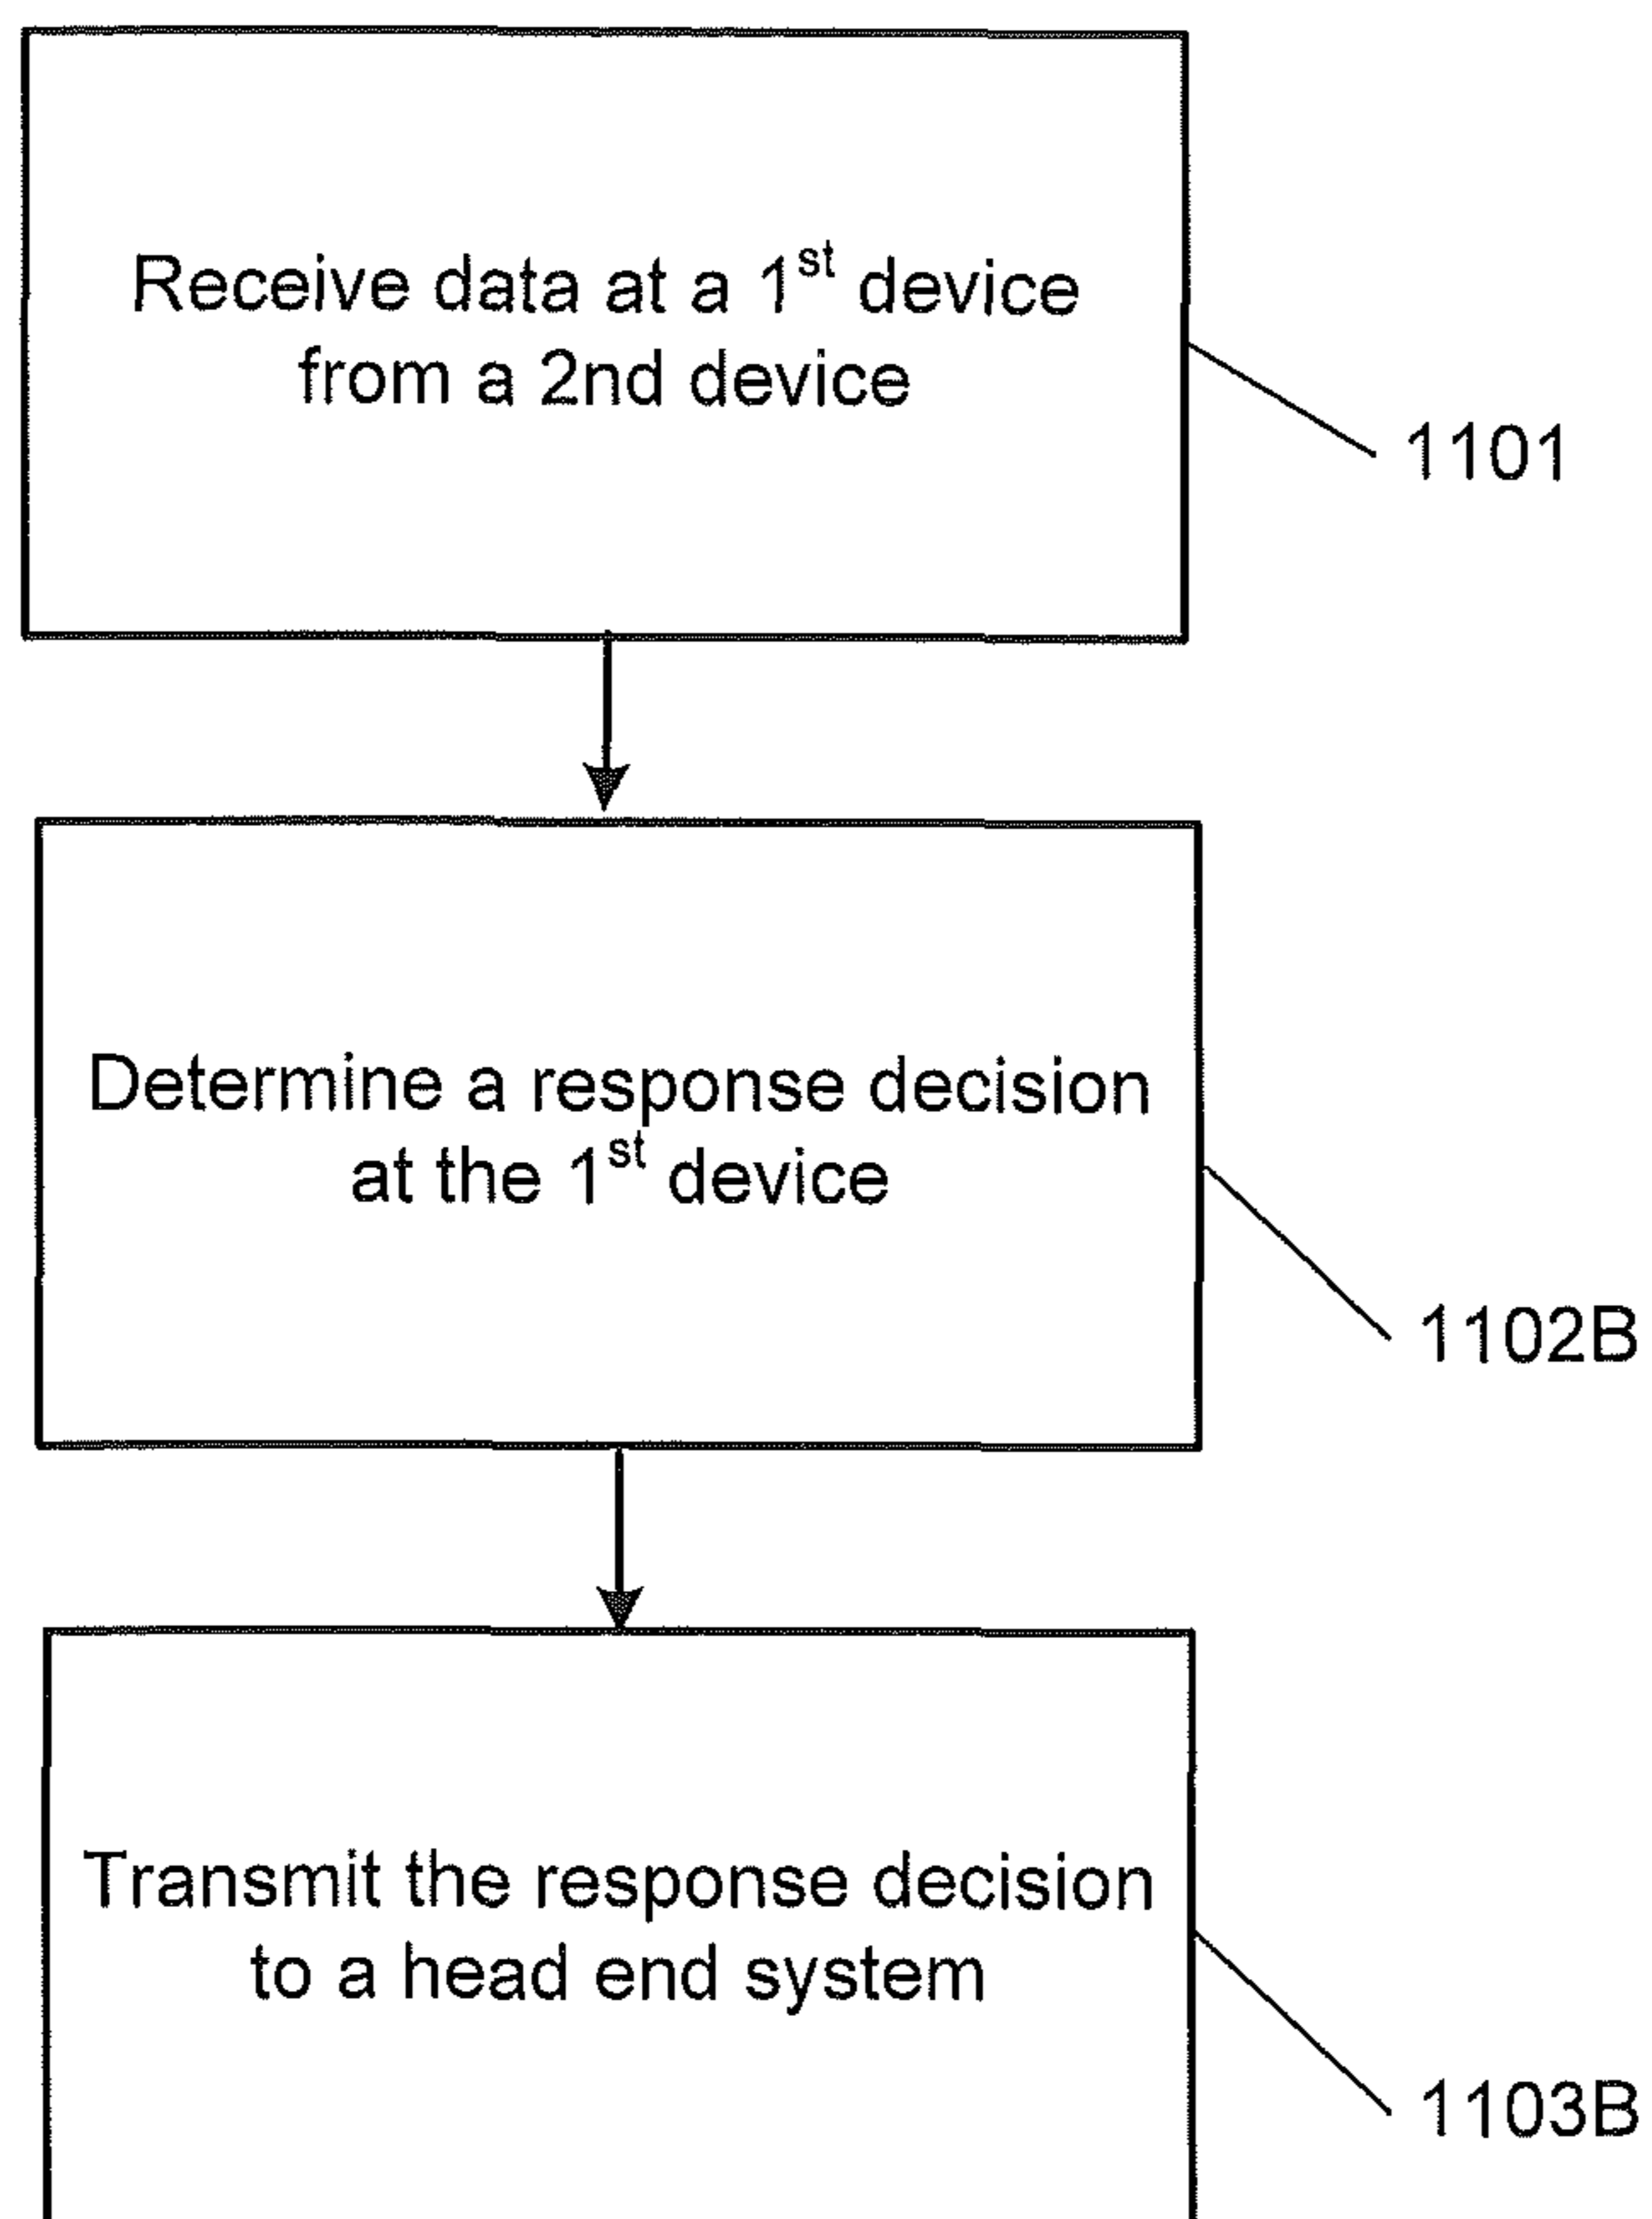 Receive data at a 1st device
from a 2nd device
1101
Determine a response decision
at the 1st device
1102B
Transmit the response decision
to a head end system
1103B